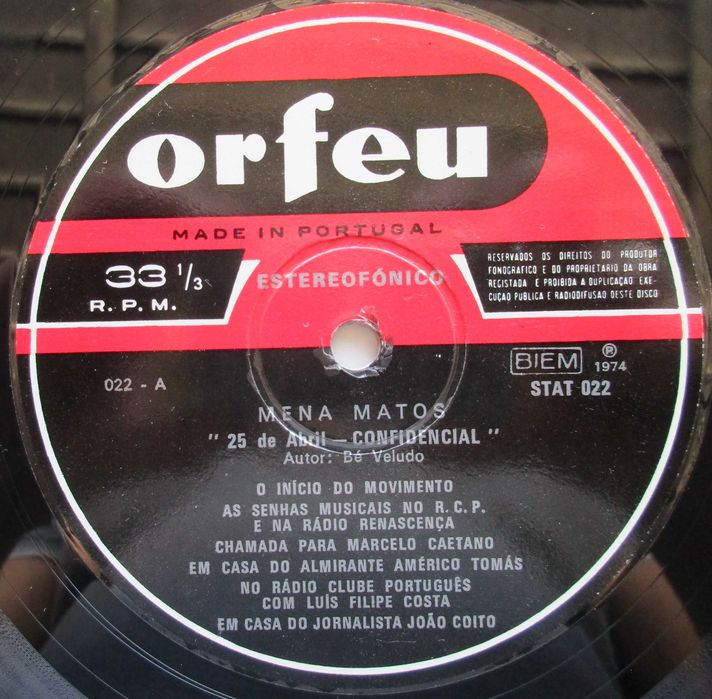 orfeu
MADE IN PORTUGAL
33 1/3
R. P. M.
ESTEREOFÓNICO
RESERVADOS OS DIREITOS DO PRODUTOR
FONOGRAFICO E DO PROPRIETARIO DA OBRA
REGISTADA E PROIBIDA A DUPLICAÇÃO EXE-
CUÇÃO PUBLICA E RADIODIFUSÃO DESTE DISCO
022 - A
BIEM ℗ 1974
STAT 022
MENA MATOS
" 25 de Abril — CONFIDENCIAL "
Autor: Bé Veludo
O INÍCIO DO MOVIMENTO
AS SENHAS MUSICAIS NO R. C. P.
E NA RÁDIO RENASCENÇA
CHAMADA PARA MARCELO CAETANO
EM CASA DO ALMIRANTE AMÉRICO TOMÁS
NO RÁDIO CLUBE PORTUGUÊS
COM LUÍS FILIPE COSTA
EM CASA DO JORNALISTA JOÃO COITO